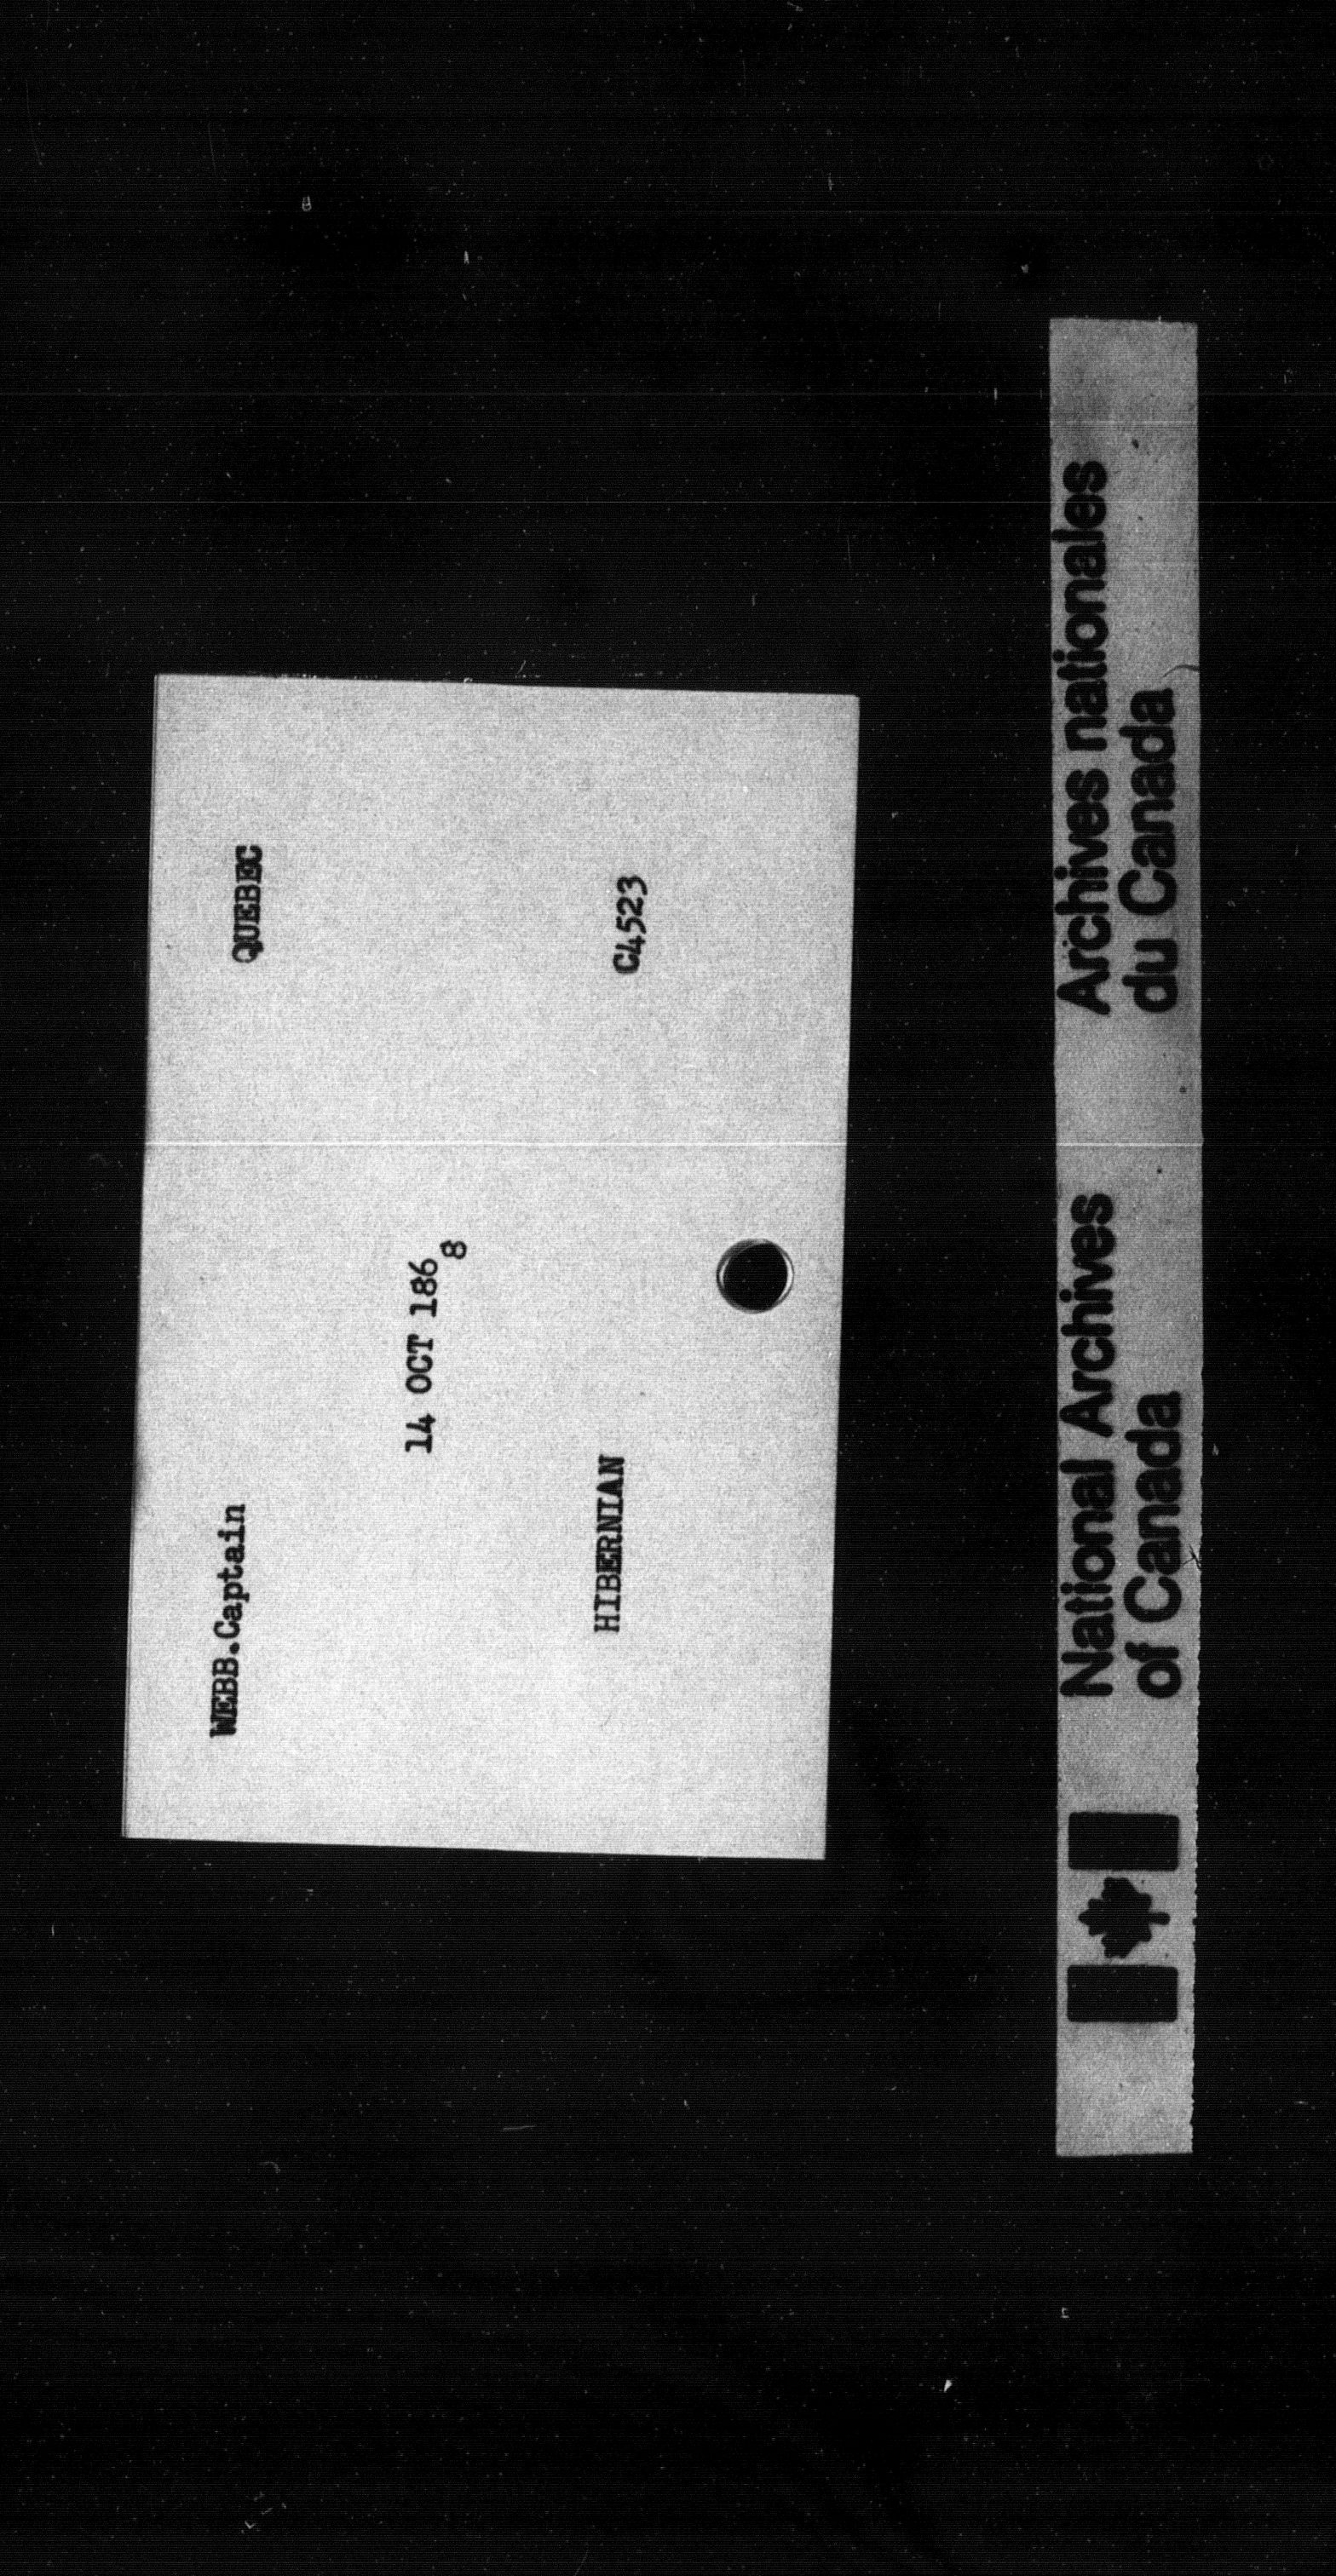 WEBB.Captain QUEBEC
14 OCT 1868
HIBERNIAN C4523
National Archives Archives nationales
of Canada du Canada